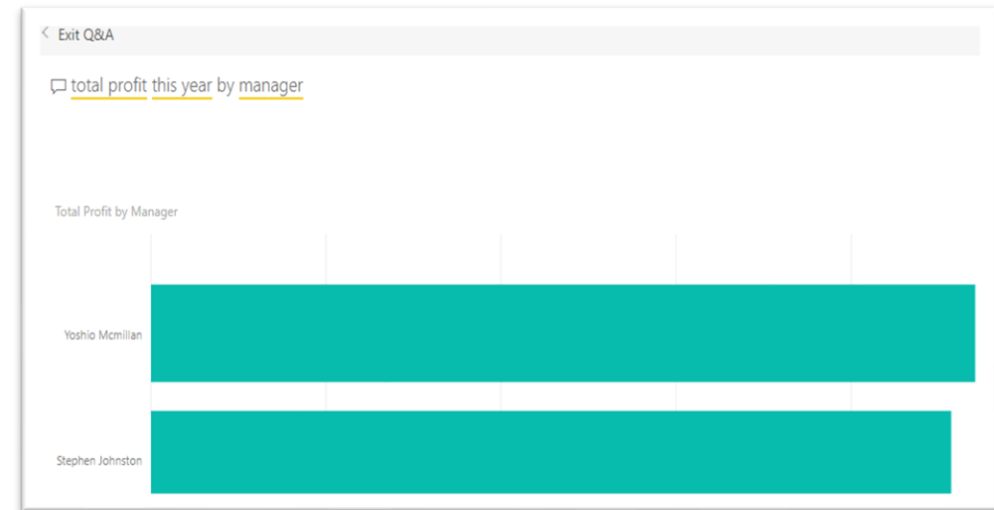 Exit Q&A
total profit this year by manager
Total Profit by Manager
Yoshio Mcmillan
Stephen Johnston